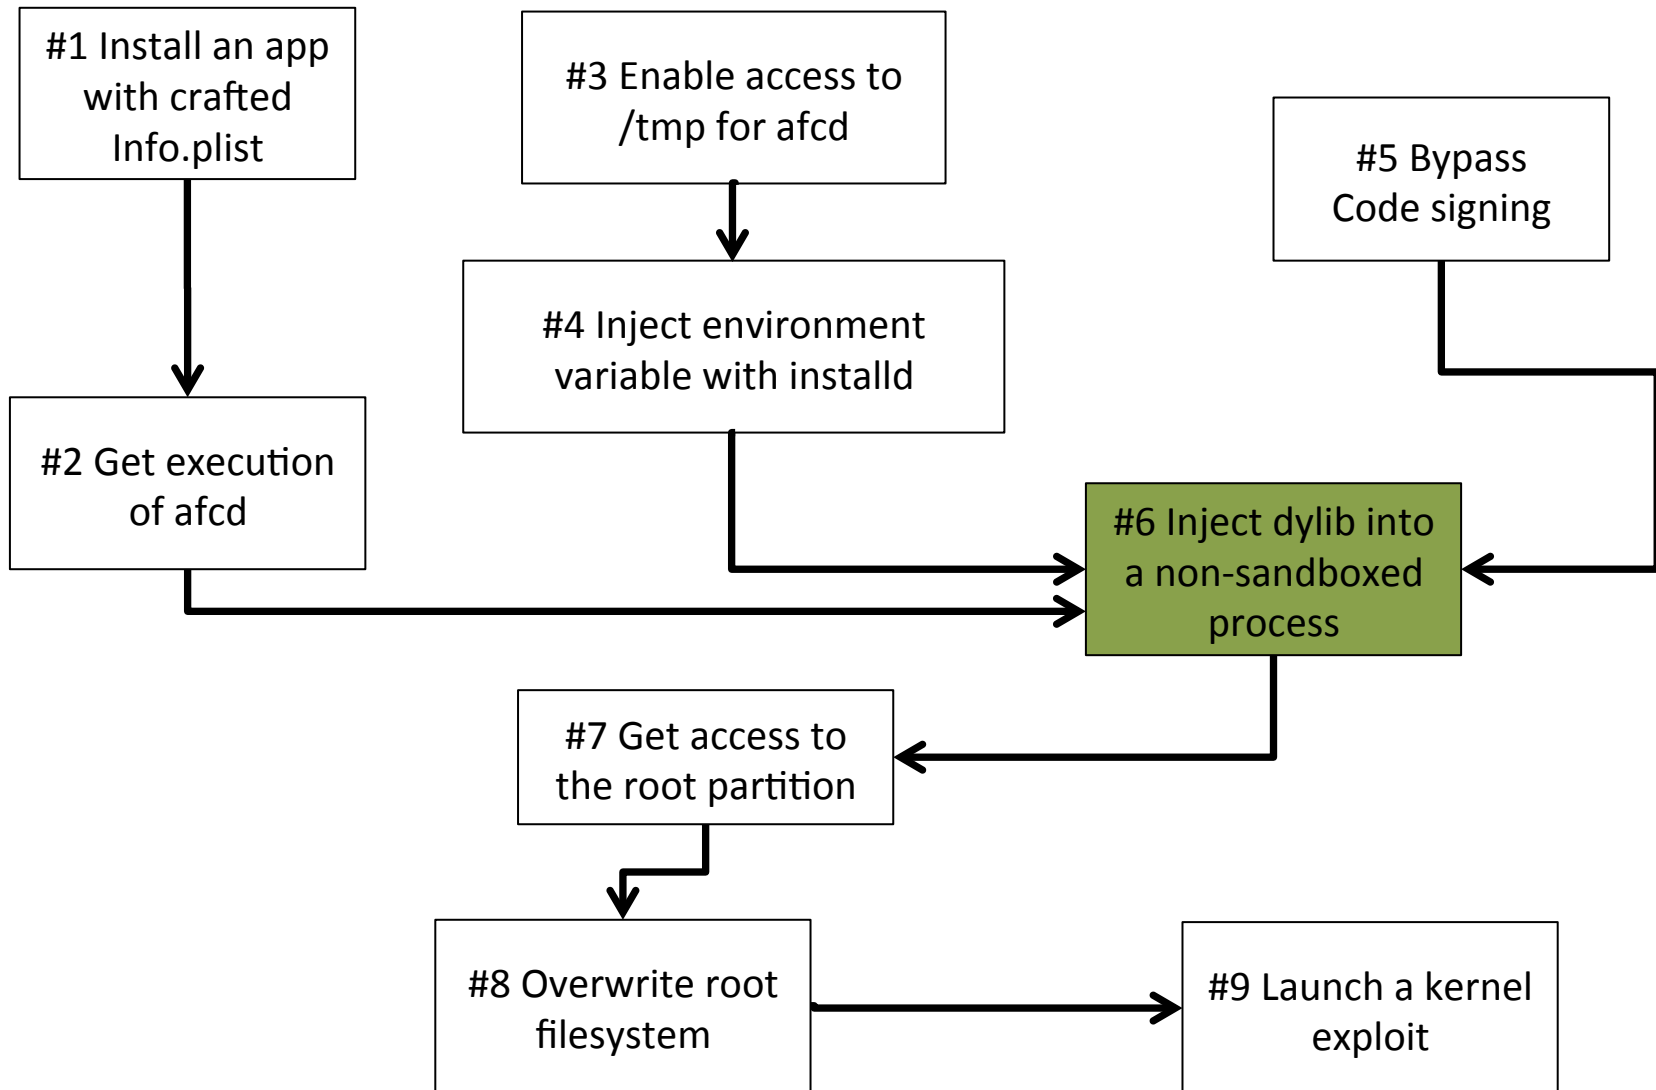 #1 Install an app
with crafted
Info.plist
#3 Enable access to
/tmp for afcd
#5 Bypass
Code signing
#4 Inject environment
variable with installd
#2 Get execution
of afcd
#6 Inject dylib into
a non-sandboxed
process
#7 Get access to
the root partition
#8 Overwrite root
filesystem
#9 Launch a kernel
exploit